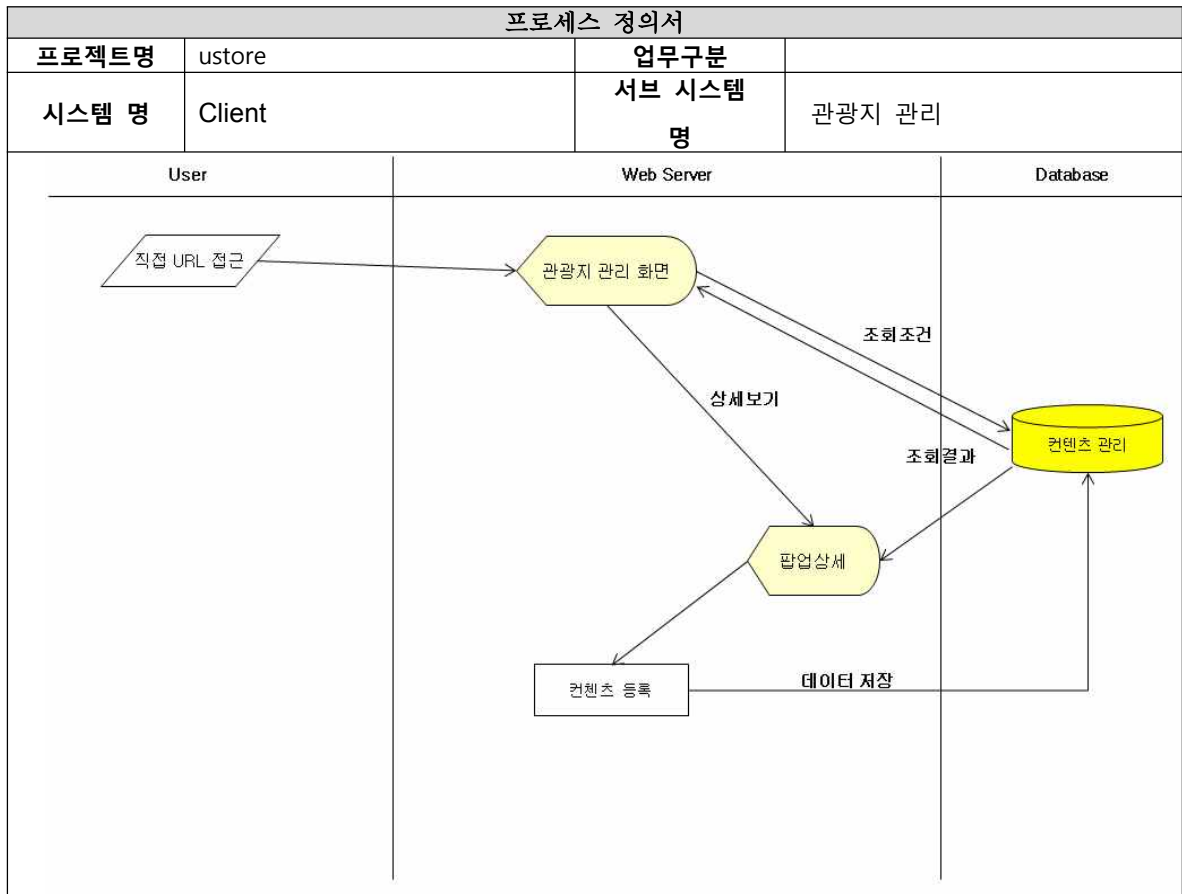 프로세스 정의서
프로젝트명 ustore 업무구분
시스템 명 Client 서브 시스템
명 관광지 관리
User Web Server Database
직접 URL 접근
관광지 관리 화면
조회조건
상세보기
컨텐츠 관리
조회결과
팝업상세
컨첸츠 등록
데이터 저장